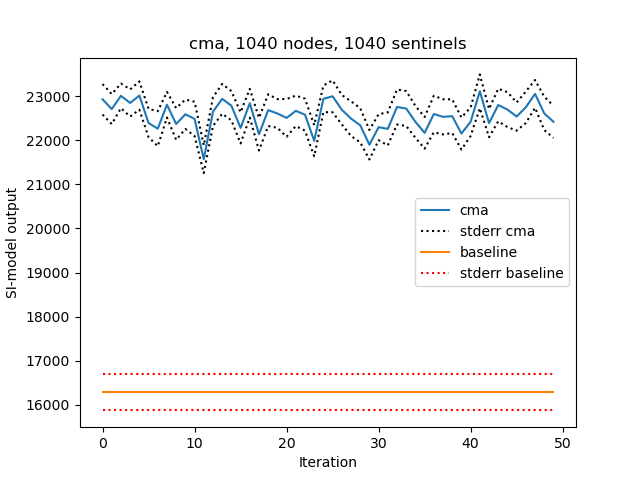 cma, 1040 nodes, 1040 sentinels
SI-model output
23000
22000
21000
20000
19000
18000
17000
16000
cma
stderr cma
baseline
stderr baseline
0
10
20
30
40
50
Iteration